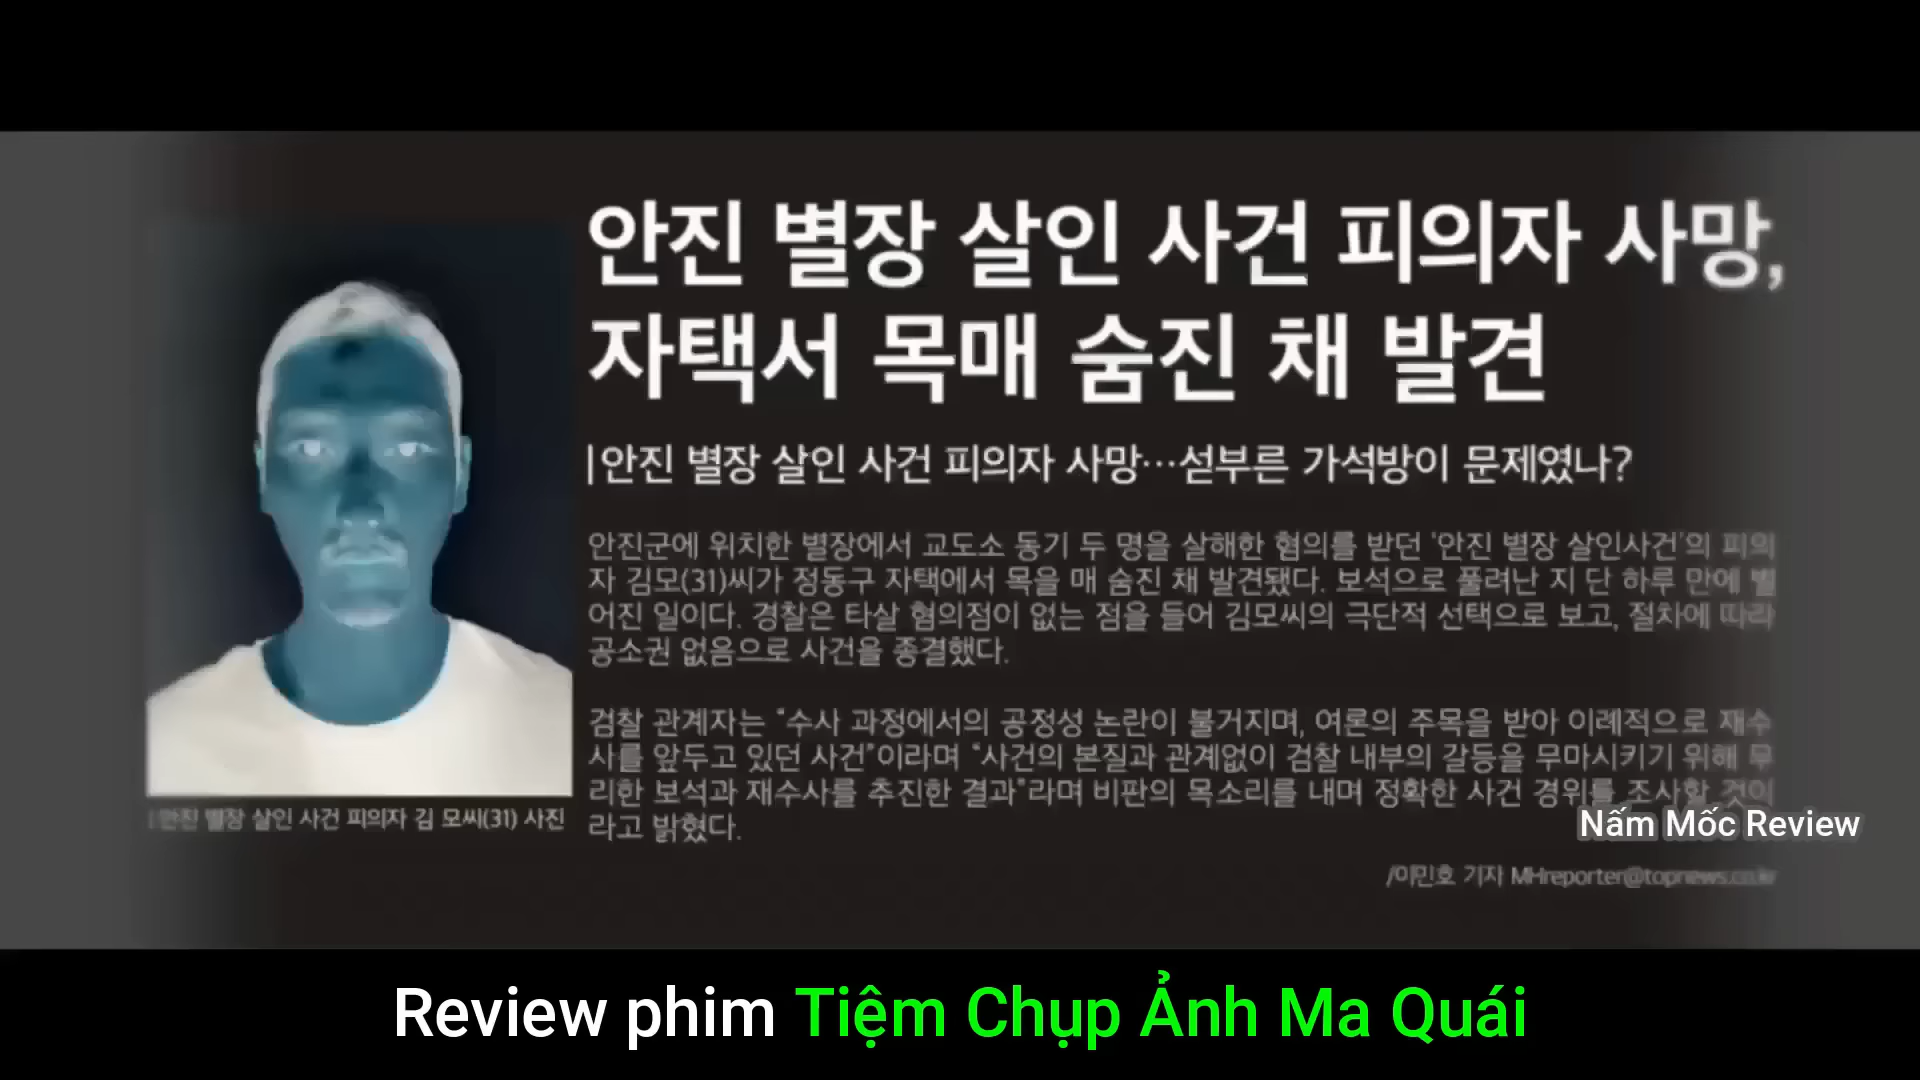 안진 별장 살인 사건 피의자 사망,
자택서 목매 숨진 채 발견
|안진 별장 살인 사건 피의자 사망…섣부른 가석방이 문제였나?
안진군에 위치한 별장에서 교도소 동기 두 명을 살해한 혐의를 받던 '안진 별장 살인사건'의 피의
자 김모(31)씨가 정동구 자택에서 목을 매 숨진 채 발견됐다. 보석으로 풀려난 지 단 하루 만에 벌
어진 일이다. 경찰은 타살 혐의점이 없는 점을 들어 김모씨의 극단적 선택으로 보고, 절차에 따라
공소권 없음으로 사건을 종결했다.
검찰 관계자는 "수사 과정에서의 공정성 논란이 불거지며, 여론의 주목을 받아 이례적으로 재수
사를 앞두고 있던 사건"이라며 "사건의 본질과 관계없이 검찰 내부의 갈등을 무마시키기 위해 무
리한 보석과 재수사를 추진한 결과"라며 비판의 목소리를 내며 정확한 사건 경위를 조사할 것이
라고 밝혔다.
/이민호 기자 MHreporter@topnews.co.kr
|안진 별장 살인 사건 피의자 김 모씨(31) 사진
Nấm Mốc Review
Review phim Tiệm Chụp Ảnh Ma Quái